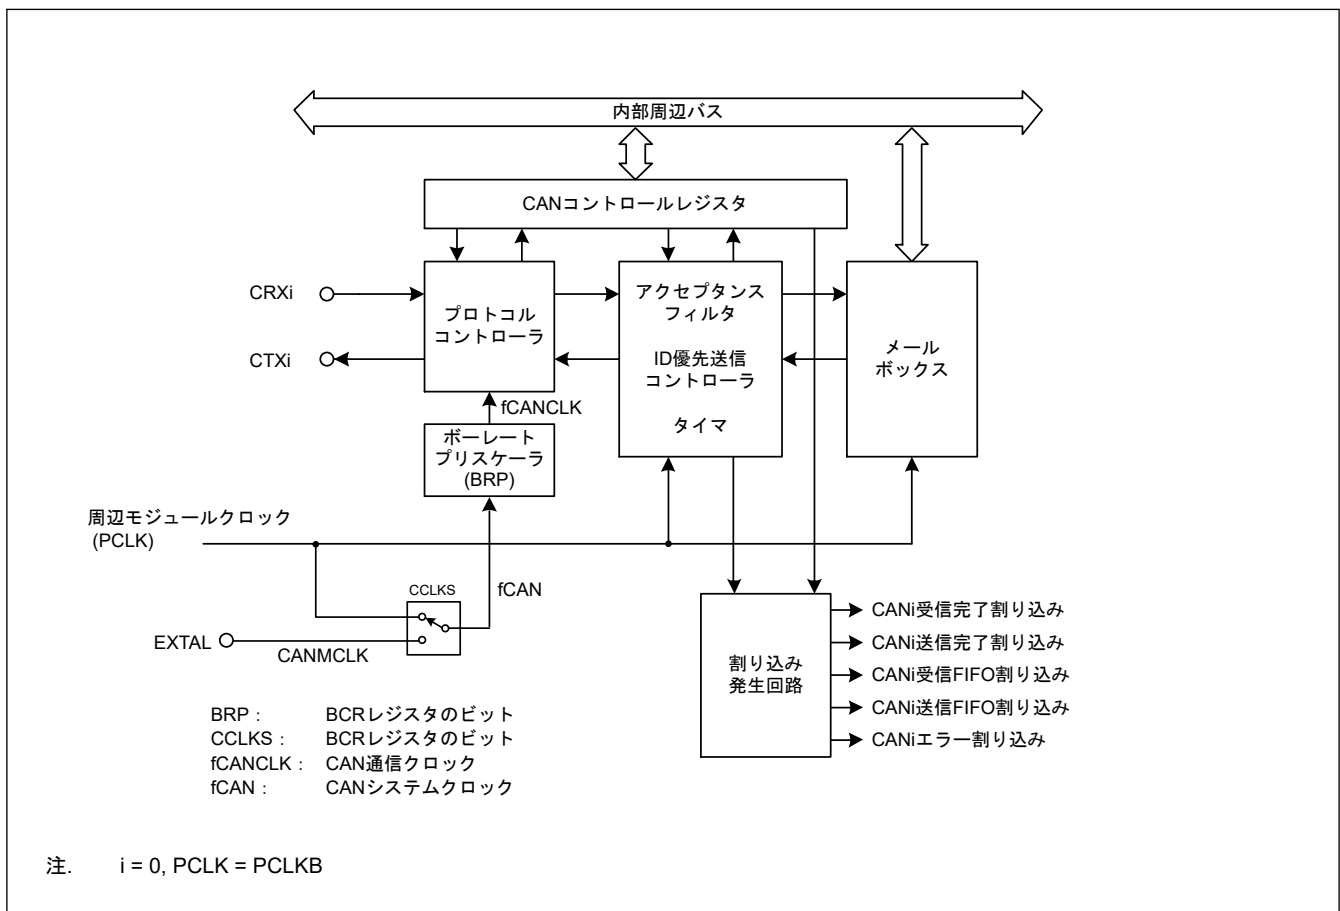 内部周辺バス
CANコントロールレジスタ
CRXi
CTXi
プロトコル
コントローラ
アクセプタンス
フィルタ
ID優先送信
コントローラ
タイマ
メール
ボックス
fCANCLK
ボーレート
プリスケーラ
(BRP)
周辺モジュールクロック
(PCLK)
CCLKS
fCAN
EXTAL
CANMCLK
割り込み
発生回路
CANi受信完了割り込み
CANi送信完了割り込み
CANi受信FIFO割り込み
CANi送信FIFO割り込み
CANiエラー割り込み
BRP : BCRレジスタのビット
CCLKS : BCRレジスタのビット
fCANCLK : CAN通信クロック
fCAN : CANシステムクロック
注. i = 0, PCLK = PCLKB